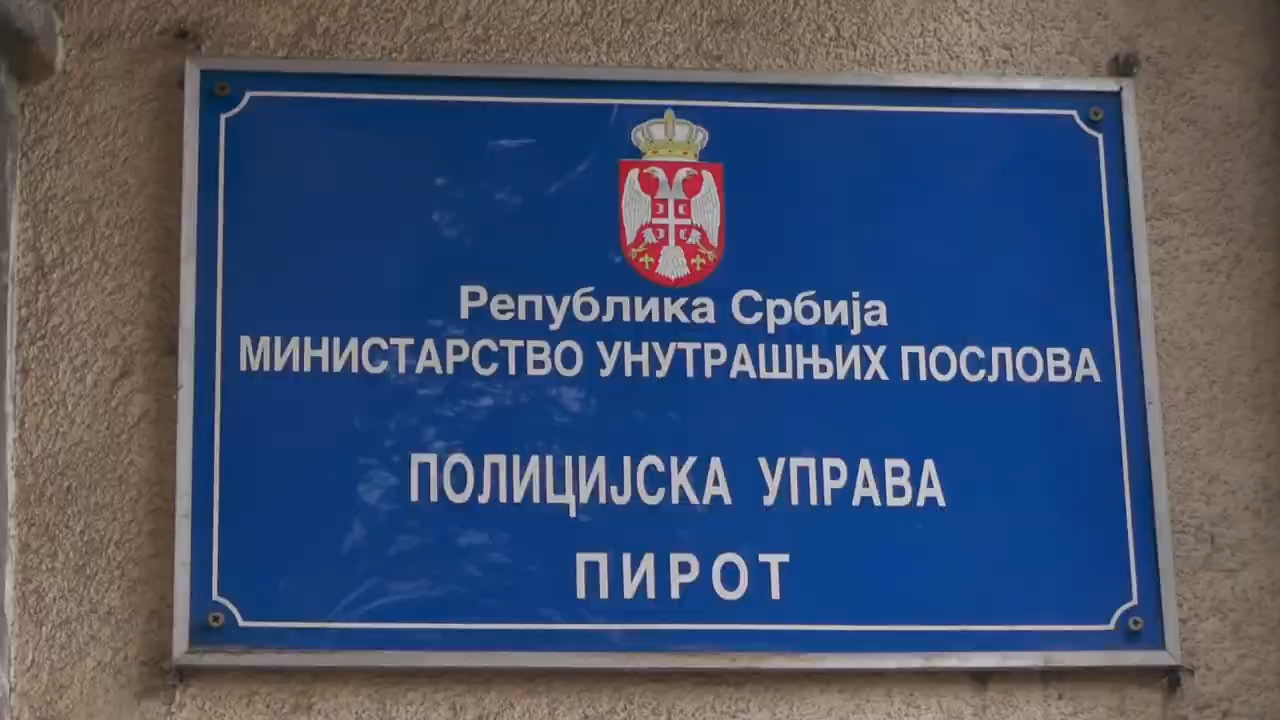 Република Србија
МИНИСТАРСТВО УНУТРАШЊИХ ПОСЛОВА
ПОЛИЦИЈСКА УПРАВА
ПИРОТ